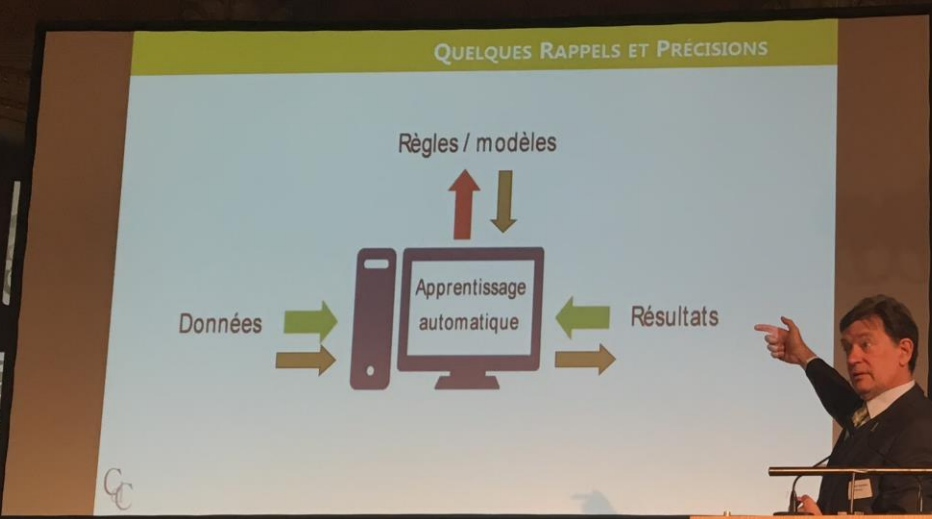 QUELQUES RAPPELS ET PRÉCISIONS
Règles / modèles
Apprentissage
automatique
Données
Résultats